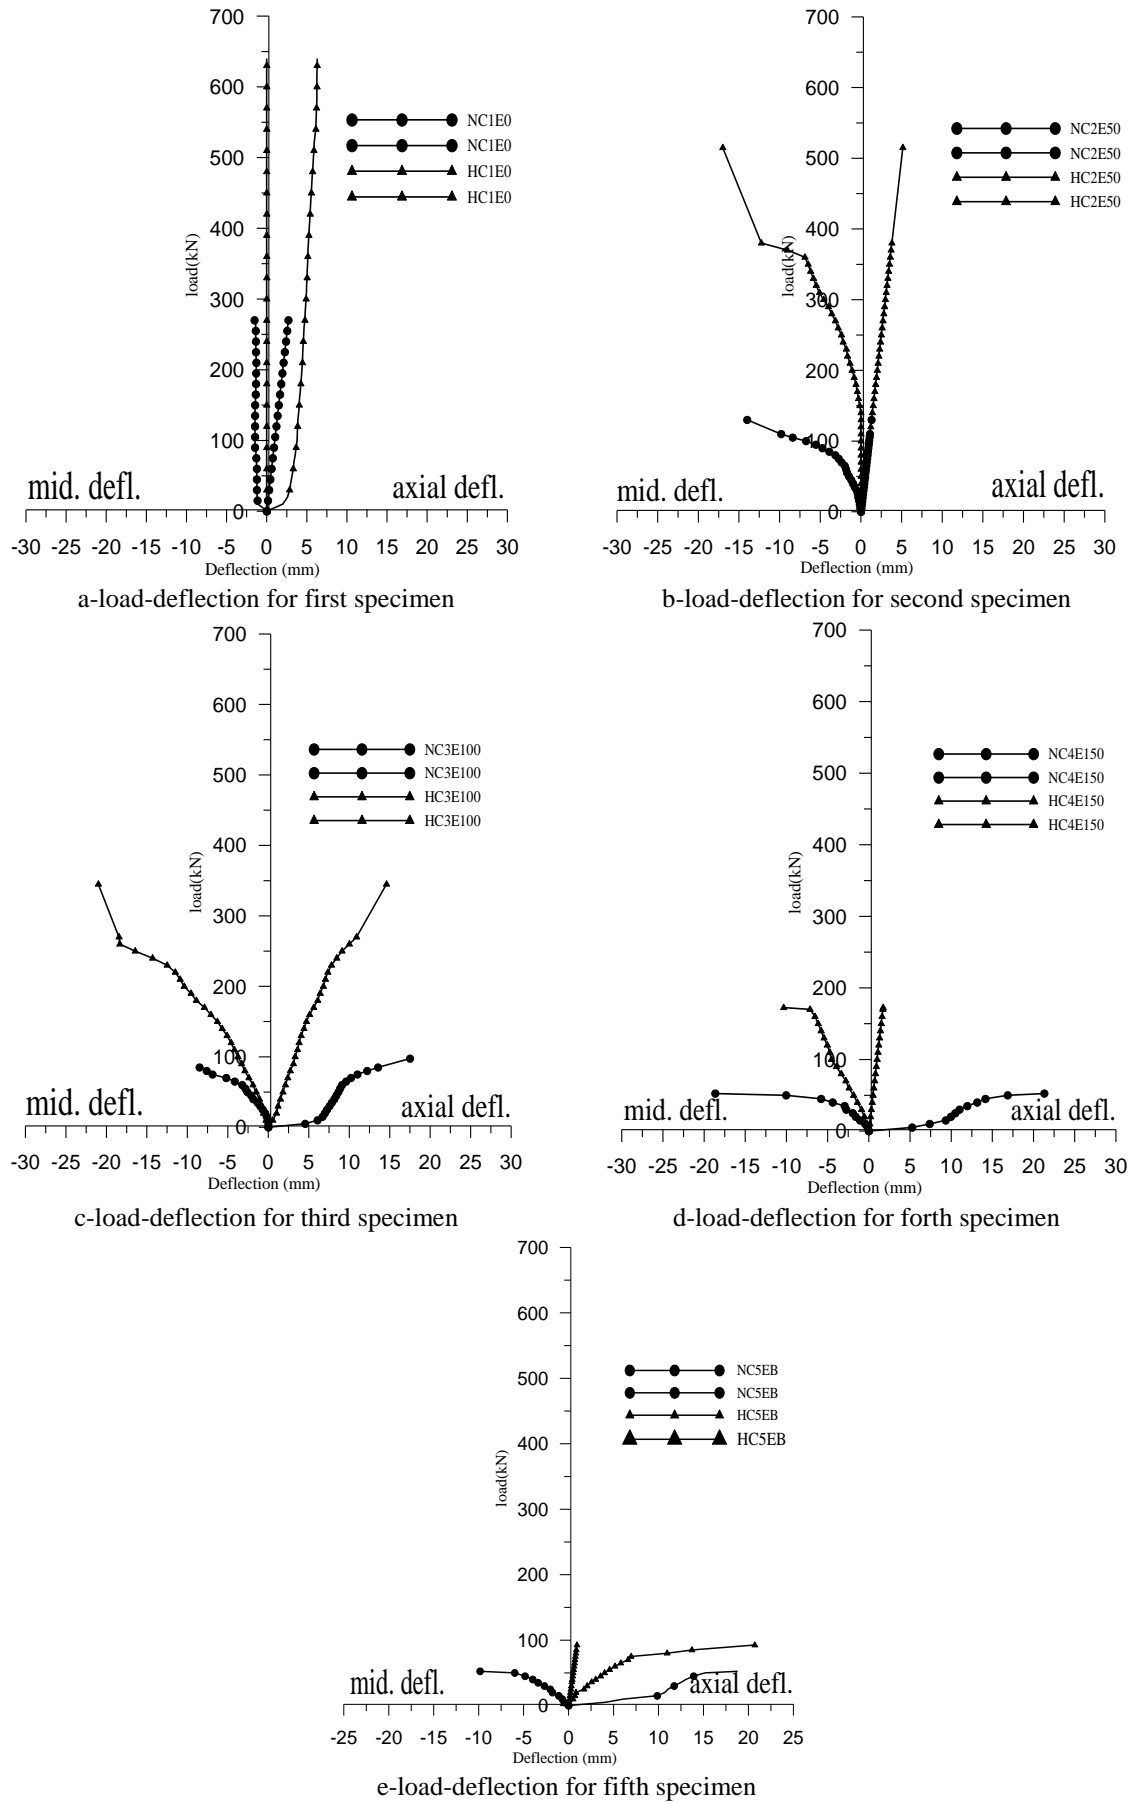 700
600
500
400
300
200
100
0
load(kN)
NC1E0
NC1E0
HC1E0
HC1E0
mid. defl.
axial defl.
-30 -25 -20 -15 -10 -5 0 5 10 15 20 25 30
Deflection (mm)
a-load-deflection for first specimen
700
600
500
400
300
200
100
0
load(kN)
NC2E50
NC2E50
HC2E50
HC2E50
mid. defl.
axial defl.
-30 -25 -20 -15 -10 -5 0 5 10 15 20 25 30
Deflection (mm)
b-load-deflection for second specimen
700
600
500
400
300
200
100
0
load(kN)
NC3E100
NC3E100
HC3E100
HC3E100
mid. defl.
axial defl.
-30 -25 -20 -15 -10 -5 0 5 10 15 20 25 30
Deflection (mm)
c-load-deflection for third specimen
700
600
500
400
300
200
100
0
load(kN)
NC4E150
NC4E150
HC4E150
HC4E150
mid. defl.
axial defl.
-30 -25 -20 -15 -10 -5 0 5 10 15 20 25 30
Deflection (mm)
d-load-deflection for forth specimen
700
600
500
400
300
200
100
0
load(kN)
NC5EB
NC5EB
HC5EB
HC5EB
mid. defl.
axial defl.
-25 -20 -15 -10 -5 0 5 10 15 20 25
Deflection (mm)
e-load-deflection for fifth specimen